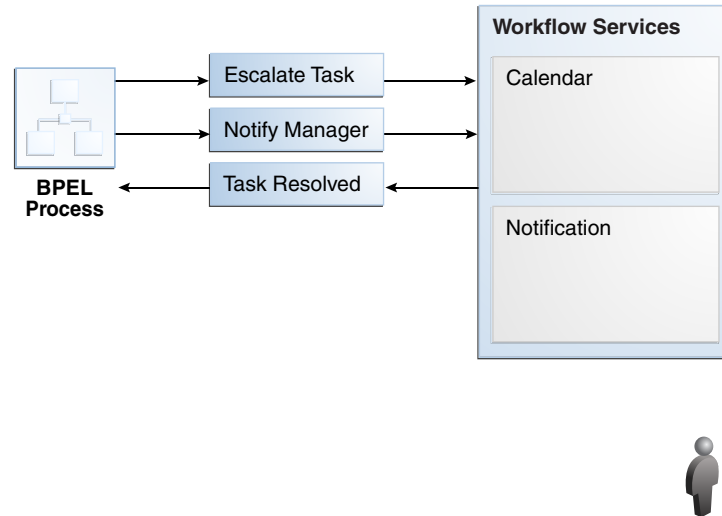 Workflow Services
Escalate Task
Calendar
Notify Manager
Task Resolved
BPEL
Process
Notification